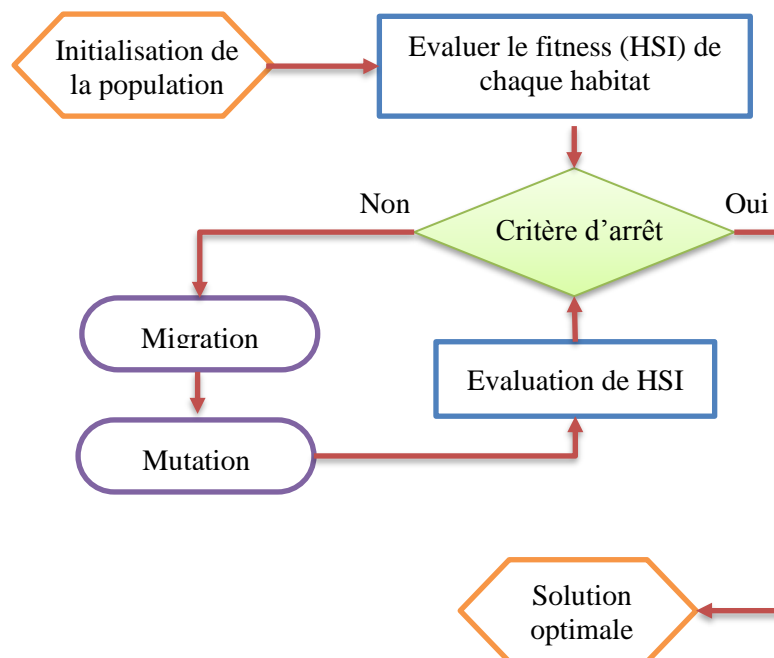 Initialisation de
la population
Evaluer le fitness (HSI) de
chaque habitat
Non
Oui
Critère d’arrêt
Migration
Evaluation de HSI
Mutation
Solution
optimale